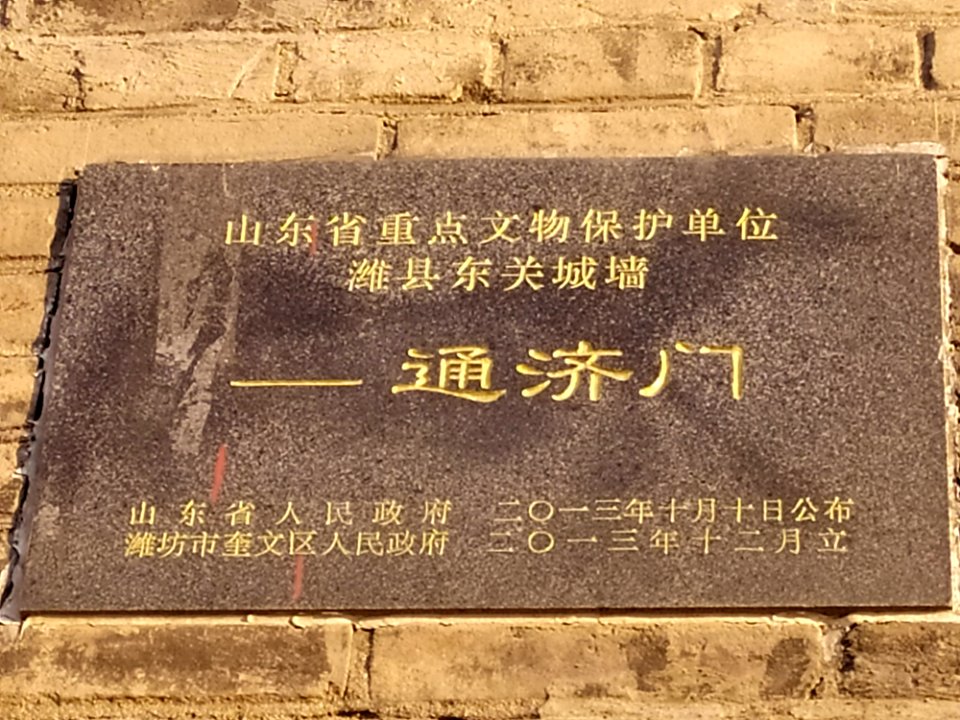 山东省重点文物保护单位
潍县东关城墙
——通济门
山东省人民政府 二〇一三年十月十日公布
潍坊市奎文区人民政府 二〇一三年十二月立